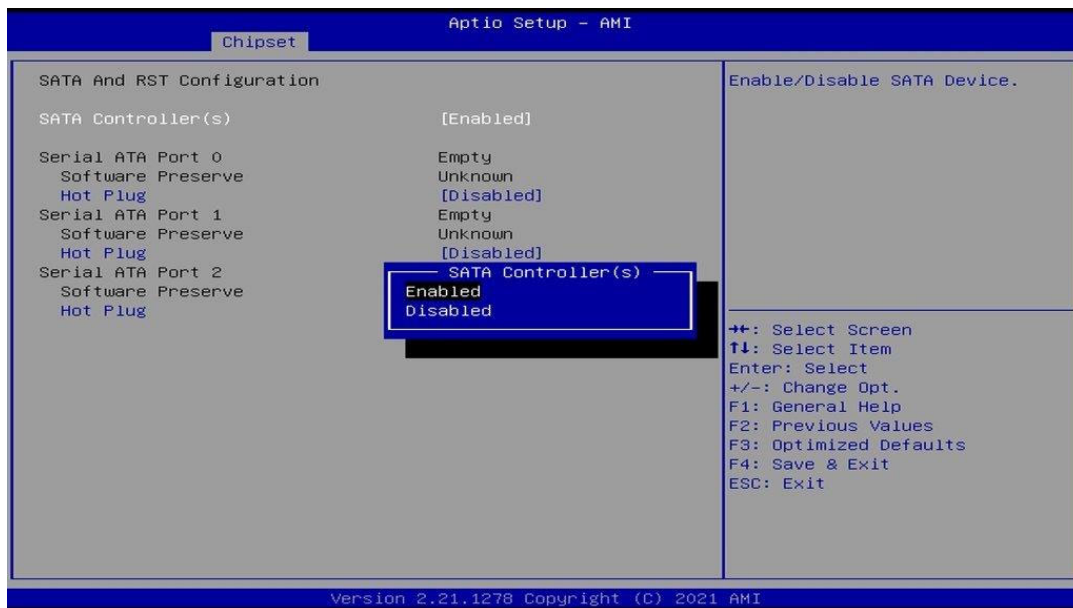 Aptio Setup - AMI
Chipset
SATA And RST Configuration
SATA Controller(s) [Enabled]
Serial ATA Port 0 Empty
Software Preserve Unknown
Hot Plug [Disabled]
Serial ATA Port 1 Empty
Software Preserve Unknown
Hot Plug [Disabled]
Serial ATA Port 2
Software Preserve
Hot Plug
SATA Controller(s)
Enabled
Disabled
Enable/Disable SATA Device.
→←: Select Screen
↑↓: Select Item
Enter: Select
+/-: Change Opt.
F1: General Help
F2: Previous Values
F3: Optimized Defaults
F4: Save & Exit
ESC: Exit
Version 2.21.1278 Copyright (C) 2021 AMI